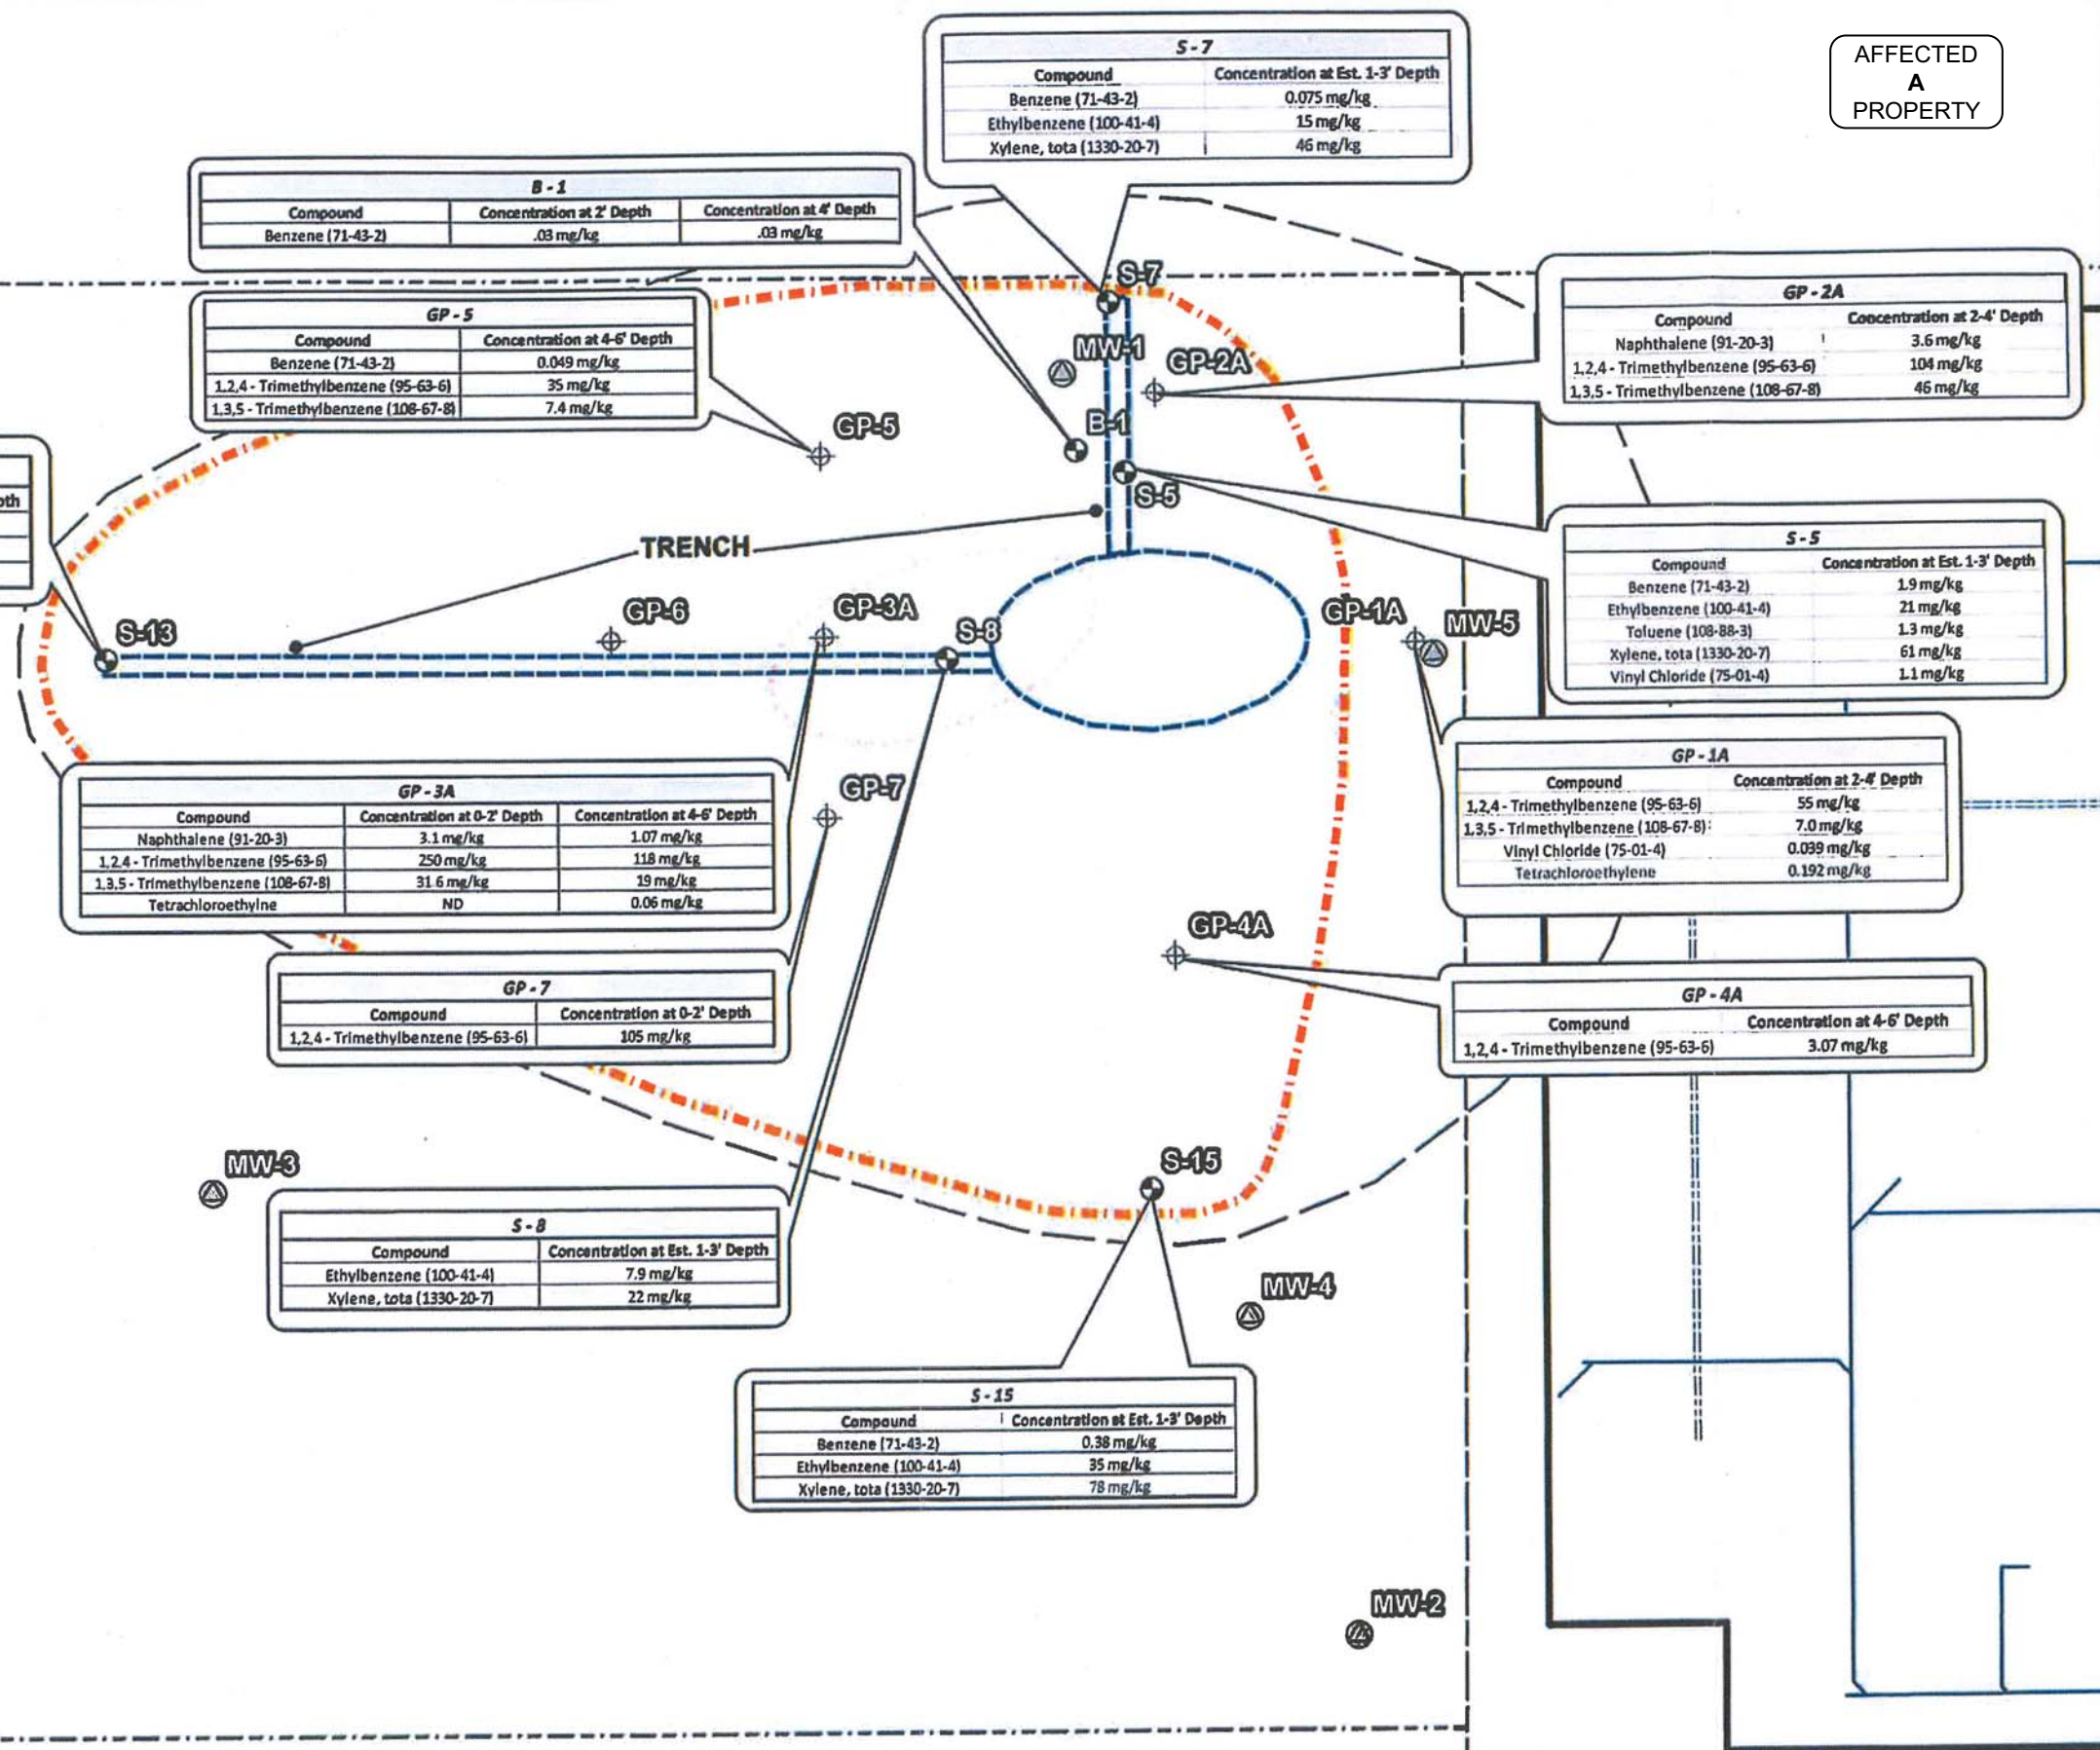 AFFECTED
A
PROPERTY
S - 7
Compound Concentration at Est. 1-3' Depth
Benzene (71-43-2) 0.075 mg/kg
Ethylbenzene (100-41-4) 15 mg/kg
Xylene, tota (1330-20-7) 46 mg/kg
B - 1
Compound Concentration at 2' Depth Concentration at 4' Depth
Benzene (71-43-2) .03 mg/kg .03 mg/kg
GP - 5
Compound Concentration at 4-6' Depth
Benzene (71-43-2) 0.049 mg/kg
1,2,4 - Trimethylbenzene (95-63-6) 35 mg/kg
1,3,5 - Trimethylbenzene (108-67-8) 7.4 mg/kg
GP - 2A
Compound Concentration at 2-4' Depth
Naphthalene (91-20-3) 3.6 mg/kg
1,2,4 - Trimethylbenzene (95-63-6) 104 mg/kg
1,3,5 - Trimethylbenzene (108-67-8) 46 mg/kg
S-7
MW-1
GP-2A
GP-5
B-1
S-5
TRENCH
pth
S - 5
Compound Concentration at Est. 1-3' Depth
Benzene (71-43-2) 1.9 mg/kg
Ethylbenzene (100-41-4) 21 mg/kg
Toluene (108-88-3) 1.3 mg/kg
Xylene, tota (1330-20-7) 61 mg/kg
Vinyl Chloride (75-01-4) 1.1 mg/kg
S-13
GP-6
GP-3A
S-8
GP-1A
MW-5
GP - 1A
Compound Concentration at 2-4' Depth
1,2,4 - Trimethylbenzene (95-63-6) 55 mg/kg
1,3,5 - Trimethylbenzene (108-67-8) 7.0 mg/kg
Vinyl Chloride (75-01-4) 0.039 mg/kg
Tetrachloroethylene 0.192 mg/kg
GP - 3A
Compound Concentration at 0-2' Depth Concentration at 4-6' Depth
Naphthalene (91-20-3) 3.1 mg/kg 1.07 mg/kg
1,2,4 - Trimethylbenzene (95-63-6) 250 mg/kg 118 mg/kg
1,3,5 - Trimethylbenzene (108-67-8) 31.6 mg/kg 19 mg/kg
Tetrachloroethylne ND 0.06 mg/kg
GP-7
GP-4A
GP - 7
Compound Concentration at 0-2' Depth
1,2,4 - Trimethylbenzene (95-63-6) 105 mg/kg
GP - 4A
Compound Concentration at 4-6' Depth
1,2,4 - Trimethylbenzene (95-63-6) 3.07 mg/kg
MW-3
S-15
S - 8
Compound Concentration at Est. 1-3' Depth
Ethylbenzene (100-41-4) 7.9 mg/kg
Xylene, tota (1330-20-7) 22 mg/kg
MW-4
S - 15
Compound Concentration at Est. 1-3' Depth
Benzene (71-43-2) 0.38 mg/kg
Ethylbenzene (100-41-4) 35 mg/kg
Xylene, tota (1330-20-7) 78 mg/kg
MW-2